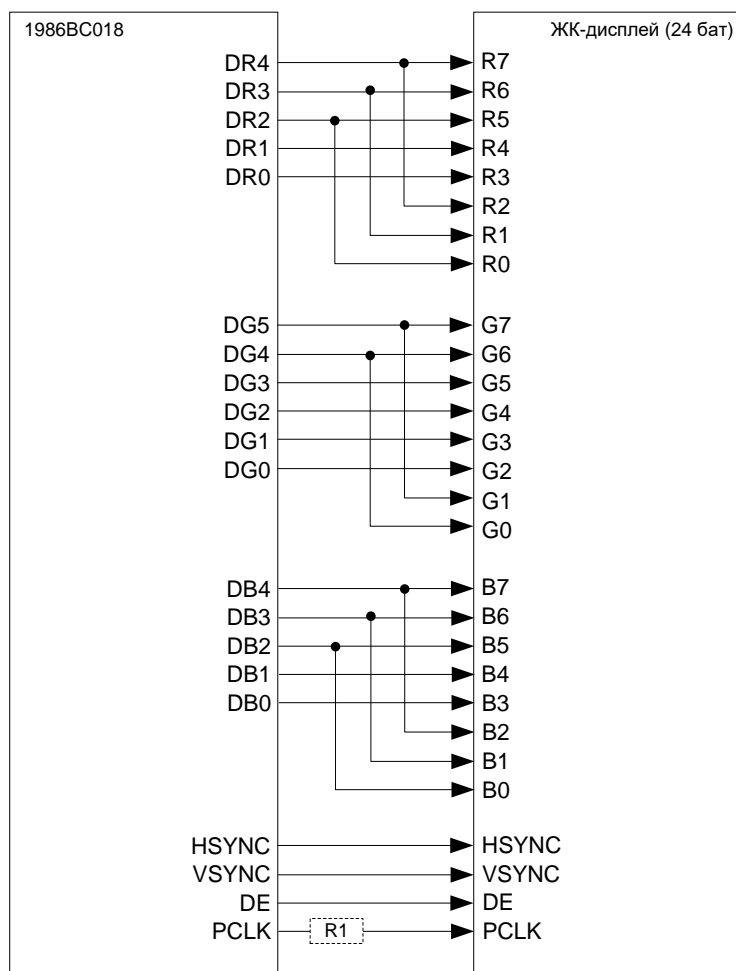 1986ВС018 ЖК-дисплей (24 бат)
DR4 R7
DR3 R6
DR2 R5
DR1 R4
DR0 R3
R2
R1
R0
DG5 G7
DG4 G6
DG3 G5
DG2 G4
DG1 G3
DG0 G2
G1
G0
DB4 B7
DB3 B6
DB2 B5
DB1 B4
DB0 B3
B2
B1
B0
HSYNC HSYNC
VSYNC VSYNC
DE DE
PCLK R1 PCLK